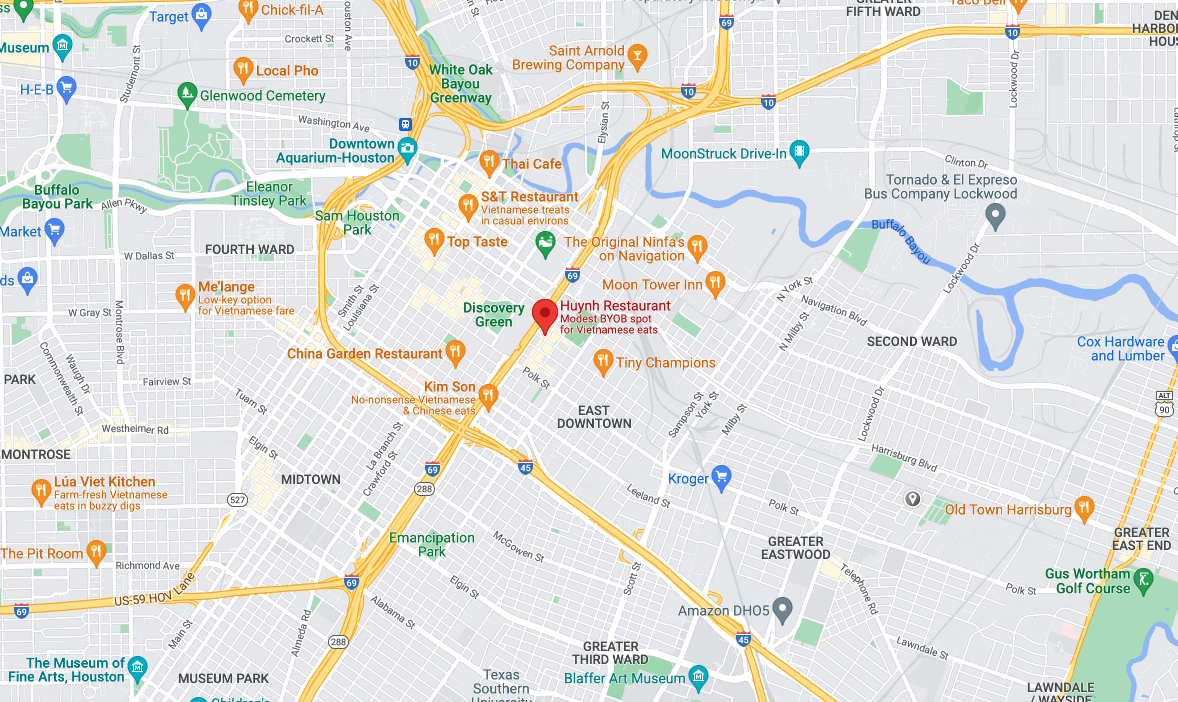 Target
Chick-fil-A
Crockett St
Houston Ave
69
GREATER
FIFTH WARD
Taco Bell
10
DEN
HARBOR
HOUS
Museum
H-E-B
Studemont St
Local Pho
10
White Oak
Bayou
Greenway
Saint Arnold
Brewing Company
10
10
Lockwood Dr
Glenwood Cemetery
Washington Ave
Elysian St
Downtown
Aquarium-Houston
Thai Cafe
MoonStruck Drive-In
Clinton Dr
Tornado & El Expreso
Bus Company Lockwood
Buffalo
Bayou Park
Eleanor
Tinsley Park
Allen Pkwy
Sam Houston
Park
S&T Restaurant
Vietnamese treats
in casual environs
Buffalo Bayou
Market
FOURTH WARD
W Dallas St
Top Taste
The Original Ninfa's
on Navigation
Lockwood Dr
69
Moon Tower Inn
N York St
ds
Me'lange
Low-key option
for Vietnamese fare
Smith St
Louisiana St
Discovery
Green
Huynh Restaurant
Modest BYOB spot
for Vietnamese eats
Navigation Blvd
N Milby St
W Gray St
Montrose Blvd
SECOND WARD
Cox Hardware
and Lumber
China Garden Restaurant
Tiny Champions
Waugh Dr
Commonwealth St
PARK
Fairview St
Polk St
Kim Son
No-nonsense Vietnamese
& Chinese eats
Tuam St
EAST
DOWNTOWN
Sampson St
York St
Milby St
Lockwood Dr
ALT
90
Westheimer Rd
Elgin St
La Branch St
Crawford St
MONTROSE
69
45
Harrisburg Blvd
MIDTOWN
288
Kroger
Lúa Viet Kitchen
Farm-fresh Vietnamese
eats in buzzy digs
527
Leeland St
Polk St
Old Town Harrisburg
Emancipation
Park
McGowen St
GREATER
EASTWOOD
GREATER
EAST END
The Pit Room
Richmond Ave
Scott St
Telephone Rd
Gus Wortham
Golf Course
69
US 59 HOV Lane
69
Elgin St
Polk St
Alabama St
Amazon DHO5
Main St
Almeda Rd
288
45
Lawndale St
GREATER
THIRD WARD
The Museum of
Fine Arts, Houston
MUSEUM PARK
Texas
Southern
University
Blaffer Art Museum
LAWNDALE
/ WAYSIDE
Children's